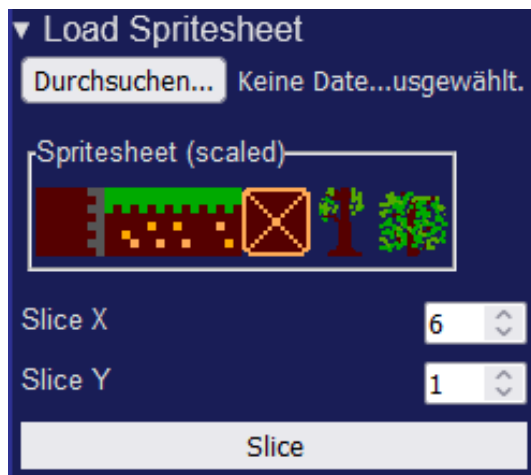 ▼ Load Spritesheet
Durchsuchen... Keine Date...usgewählt.
Spritesheet (scaled)
Slice X 6
Slice Y 1
Slice